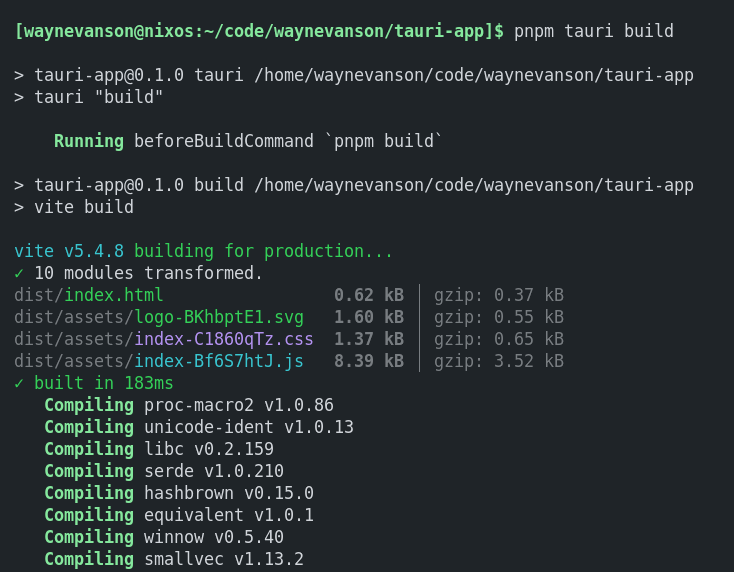 [waynevanson@nixos:~/code/waynevanson/tauri-app]$ pnpm tauri build
> tauri-app@0.1.0 tauri /home/waynevanson/code/waynevanson/tauri-app
> tauri "build"
Running beforeBuildCommand `pnpm build`
> tauri-app@0.1.0 build /home/waynevanson/code/waynevanson/tauri-app
> vite build
vite v5.4.8 building for production...
✓ 10 modules transformed.
dist/index.html 0.62 kB │ gzip: 0.37 kB
dist/assets/logo-BKhbptE1.svg 1.60 kB │ gzip: 0.55 kB
dist/assets/index-C1860qTz.css 1.37 kB │ gzip: 0.65 kB
dist/assets/index-Bf6S7htJ.js 8.39 kB │ gzip: 3.52 kB
✓ built in 183ms
Compiling proc-macro2 v1.0.86
Compiling unicode-ident v1.0.13
Compiling libc v0.2.159
Compiling serde v1.0.210
Compiling hashbrown v0.15.0
Compiling equivalent v1.0.1
Compiling winnow v0.5.40
Compiling smallvec v1.13.2